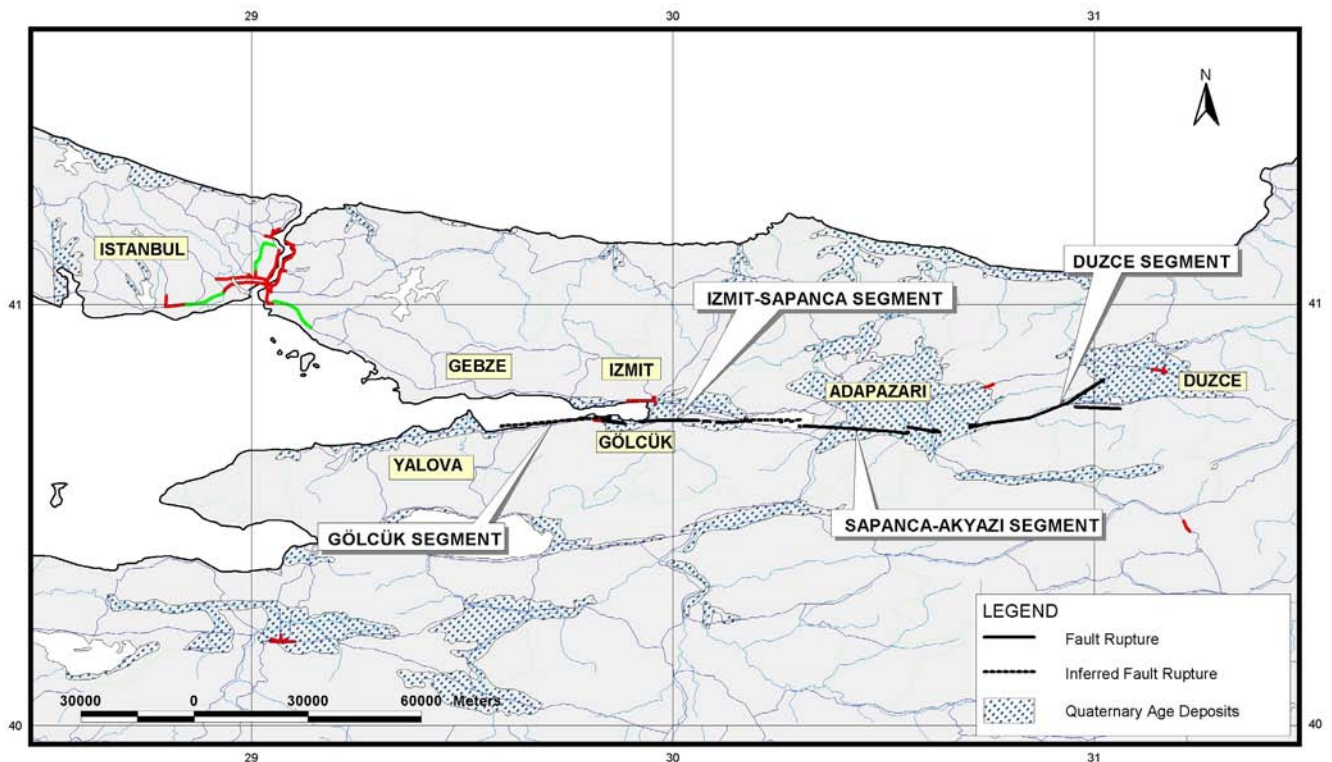 29
30
31
N
ISTANBUL
DUZCE SEGMENT
IZMIT-SAPANCA SEGMENT
41
41
GEBZE
IZMIT
ADAPAZARI
DUZCE
GÖLCÜK
YALOVA
GÖLCÜK SEGMENT
SAPANCA-AKYAZI SEGMENT
LEGEND
Fault Rupture
Inferred Fault Rupture
Quaternary Age Deposits
30000 0 30000 60000 Meters
40
40
29
30
31